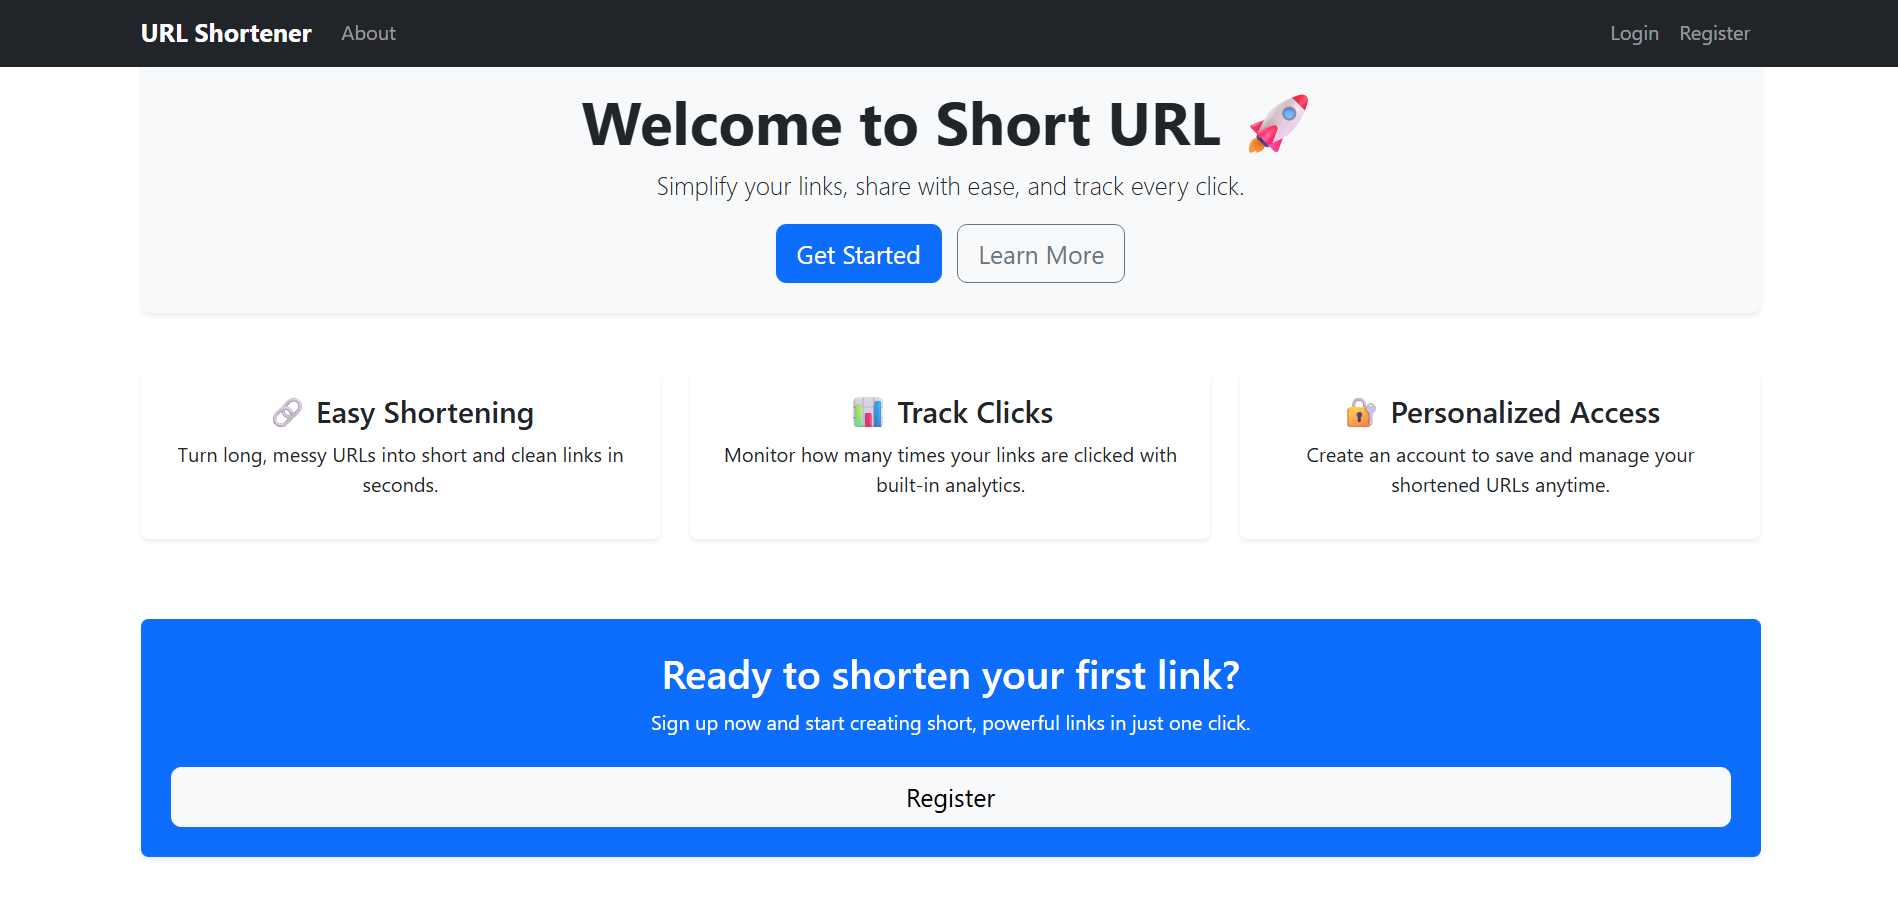 URL Shortener About Login Register
Welcome to Short URL 🚀
Simplify your links, share with ease, and track every click.
Get Started Learn More
🔗 Easy Shortening
Turn long, messy URLs into short and clean links in
seconds.
📊 Track Clicks
Monitor how many times your links are clicked with
built-in analytics.
🔐 Personalized Access
Create an account to save and manage your
shortened URLs anytime.
Ready to shorten your first link?
Sign up now and start creating short, powerful links in just one click.
Register